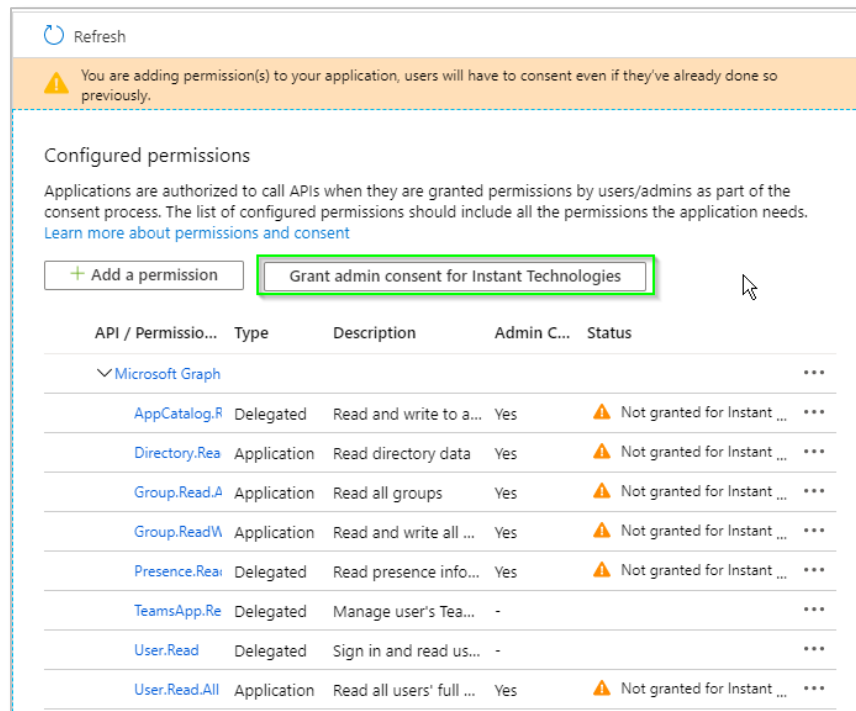 Refresh
You are adding permission(s) to your application, users will have to consent even if they've already done so
previously.
Configured permissions
Applications are authorized to call APIs when they are granted permissions by users/admins as part of the
consent process. The list of configured permissions should include all the permissions the application needs.
Learn more about permissions and consent
+ Add a permission Grant admin consent for Instant Technologies
API / Permissio... Type Description Admin C... Status
Microsoft Graph ...
AppCatalog.R Delegated Read and write to a... Yes Not granted for Instant ... ...
Directory.Rea Application Read directory data Yes Not granted for Instant ... ...
Group.Read.A Application Read all groups Yes Not granted for Instant ... ...
Group.ReadW Application Read and write all ... Yes Not granted for Instant ... ...
Presence.Read Delegated Read presence info... Yes Not granted for Instant ... ...
TeamsApp.Re Delegated Manage user's Tea... - ...
User.Read Delegated Sign in and read us... - ...
User.Read.All Application Read all users' full ... Yes Not granted for Instant ... ...